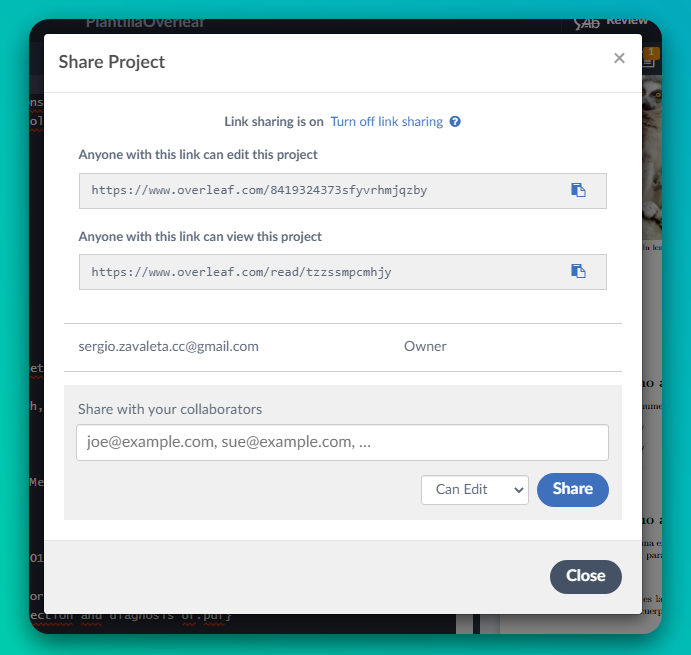 PlantillaOverleaf
Review
1
Share Project
×
Link sharing is on Turn off link sharing
Anyone with this link can edit this project
https://www.overleaf.com/8419324373sfyvrhmjqzby
Anyone with this link can view this project
https://www.overleaf.com/read/tzzssmpcmhjy
sergio.zavaleta.cc@gmail.com Owner
Share with your collaborators
joe@example.com, sue@example.com, ...
Can Edit Share
Close
ection and diagnosis of.pdf}